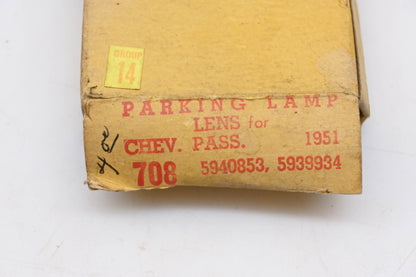 GROUP
14
PARKING LAMP
LENS for
CHEV. PASS. 1951
708 5940853, 5939934